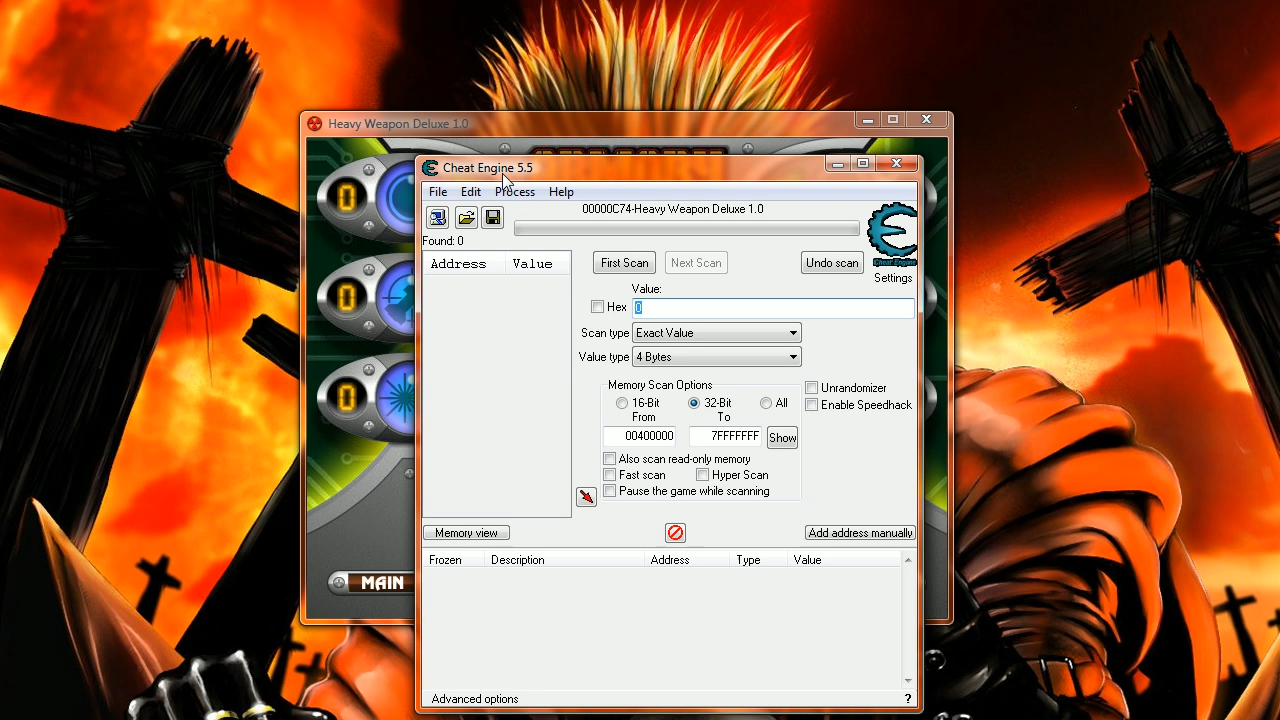 Heavy Weapon Deluxe 1.0
Cheat Engine 5.5
File Edit Process Help
00000C74-Heavy Weapon Deluxe 1.0
Found: 0
Address Value
First Scan Next Scan Undo scan
Cheat Engine
Settings
Value:
Hex 0
Scan type Exact Value
Value type 4 Bytes
Memory Scan Options
Unrandomizer
16-Bit 32-Bit All
Enable Speedhack
From To
00400000 7FFFFFFF Show
Also scan read-only memory
Fast scan Hyper Scan
Pause the game while scanning
Memory view Add address manually
Frozen Description Address Type Value
Advanced options ?
0
0
0
MAIN